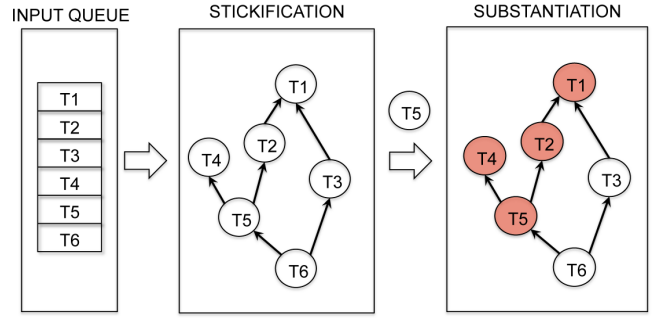 INPUT QUEUE
T1
T2
T3
T4
T5
T6
STICKIFICATION
T1
T2
T4
T3
T5
T6
T5
SUBSTANTIATION
T1
T2
T4
T3
T5
T6